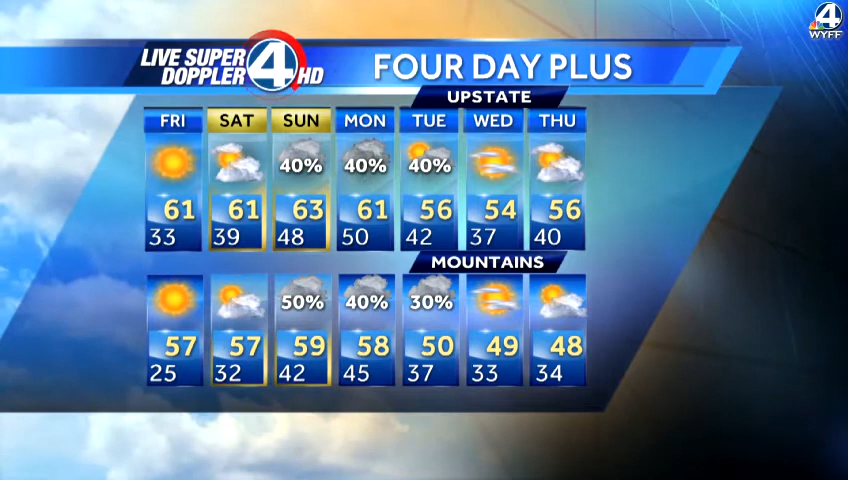 4
WYFF
LIVE SUPER
DOPPLER 4 HD
FOUR DAY PLUS
UPSTATE
FRI SAT SUN MON TUE WED THU
40% 40% 40%
61 61 63 61 56 54 56
33 39 48 50 42 37 40
MOUNTAINS
50% 40% 30%
57 57 59 58 50 49 48
25 32 42 45 37 33 34